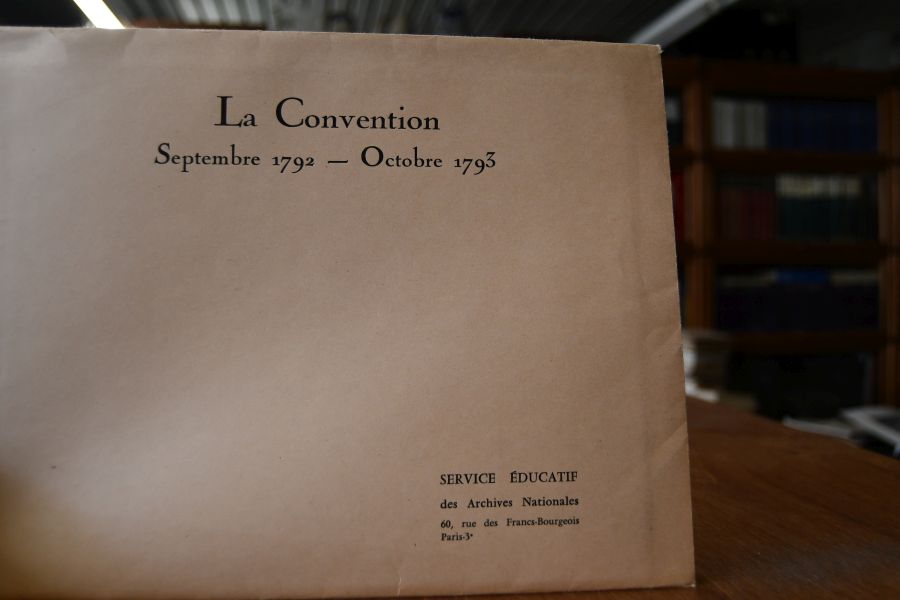 La Convention
Septembre 1792 — Octobre 1793
SERVICE ÉDUCATIF
des Archives Nationales
60, rue des Francs-Bourgeois
Paris-3ᵉ